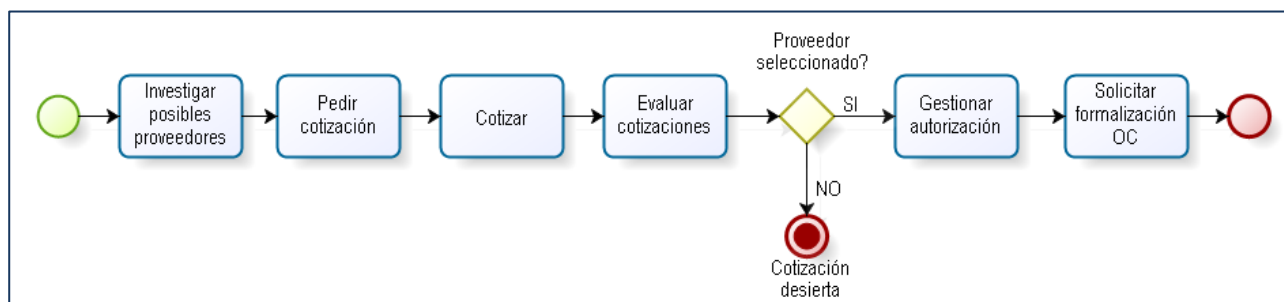 Investigar
posibles
proveedores
Pedir
cotización
Cotizar
Evaluar
cotizaciones
Proveedor
seleccionado?
SI
NO
Cotización
desierta
Gestionar
autorización
Solicitar
formalización
OC